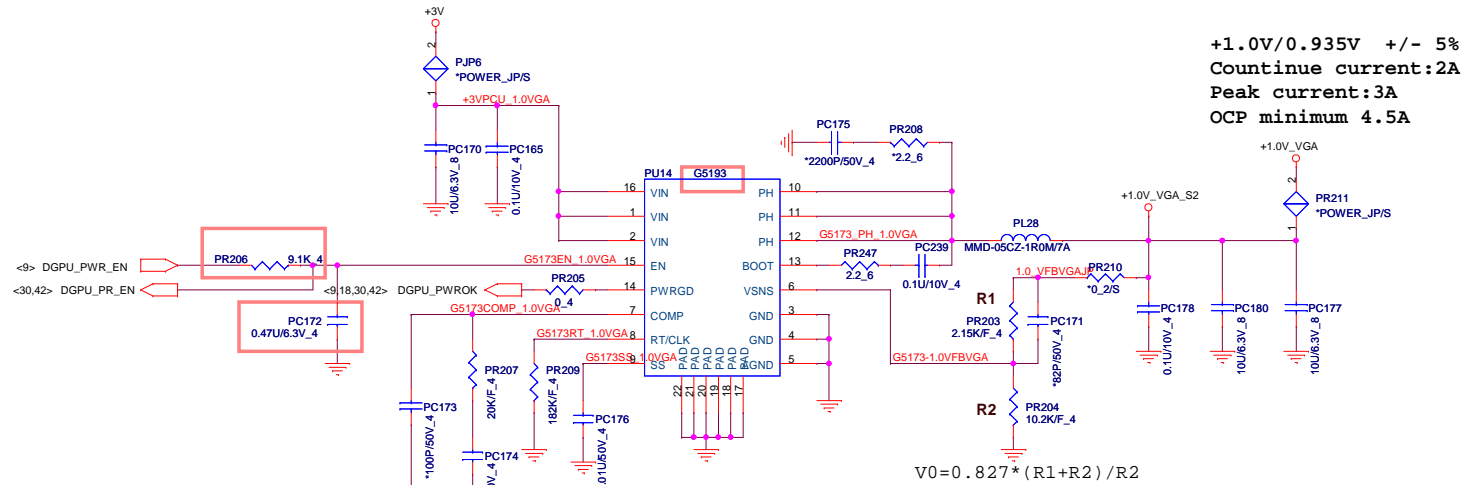 +3V
+1.0V/0.935V +/- 5%
Countinue current:2A
Peak current:3A
OCP minimum 4.5A
2
PJP6
*POWER_JP/S
1
+3VPCU_1.0VGA
PC170
10U/6.3V_8
PC165
0.1U/10V_4
PC175
*2200P/50V_4
PR208
*2.2_6
+1.0V_VGA
2
PR211
*POWER_JP/S
1
+1.0V_VGA_S2
PU14
G5193
16 VIN
1 VIN
2 VIN
15 EN
14 PWRGD
7 COMP
8 RT/CLK
9 SS
PH 10
PH 11
PH 12
BOOT 13
VSNS 6
GND 3
GND 4
AGND 5
PAD PAD PAD PAD PAD PAD
22 21 20 19 18 17
G5173_PH_1.0VGA
PL28
MMD-05CZ-1R0M/7A
<9> DGPU_PWR_EN
PR206 9.1K_4
G5173EN_1.0VGA
<30,42> DGPU_PR_EN
<9,18,30,42> DGPU_PWROK
PR205
0_4
PR247
2.2_6
PC239
0.1U/10V_4
1.0_VFBVGAJP
PR210
*0_2/S
PC172
0.47U/6.3V_4
G5173COMP_1.0VGA
G5173RT_1.0VGA
G5173SS_1.0VGA
R1
PR203
2.15K/F_4
PC171
*82P/50V_4
PC178
0.1U/10V_4
PC180
10U/6.3V_8
PC177
10U/6.3V_8
G5173-1.0VFBVGA
PR207
20K/F_4
PR209
182K/F_4
PC173
*100P/50V_4
PC174
PC176
.01U/50V_4
R2
PR204
10.2K/F_4
V0=0.827*(R1+R2)/R2